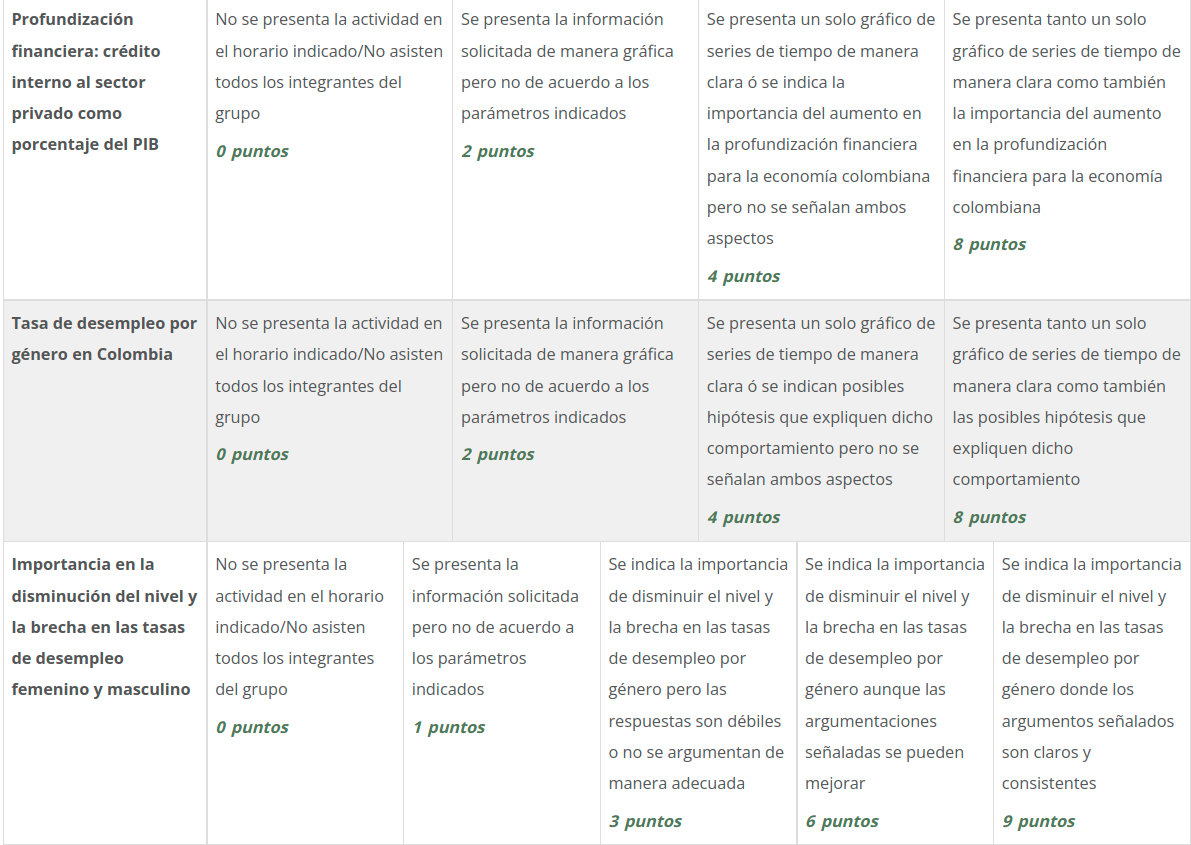 Profundización
financiera: crédito
interno al sector
privado como
porcentaje del PIB
No se presenta la actividad en
el horario indicado/No asisten
todos los integrantes del
grupo
0 puntos
Se presenta la información
solicitada de manera gráfica
pero no de acuerdo a los
parámetros indicados
2 puntos
Se presenta un solo gráfico de
series de tiempo de manera
clara ó se indica la
importancia del aumento en
la profundización financiera
para la economía colombiana
pero no se señalan ambos
aspectos
4 puntos
Se presenta tanto un solo
gráfico de series de tiempo de
manera clara como también
la importancia del aumento
en la profundización
financiera para la economía
colombiana
8 puntos
Tasa de desempleo por
género en Colombia
No se presenta la actividad en
el horario indicado/No asisten
todos los integrantes del
grupo
0 puntos
Se presenta la información
solicitada de manera gráfica
pero no de acuerdo a los
parámetros indicados
2 puntos
Se presenta un solo gráfico de
series de tiempo de manera
clara ó se indican posibles
hipótesis que expliquen dicho
comportamiento pero no se
señalan ambos aspectos
4 puntos
Se presenta tanto un solo
gráfico de series de tiempo de
manera clara como también
las posibles hipótesis que
expliquen dicho
comportamiento
8 puntos
Importancia en la
disminución del nivel y
la brecha en las tasas
de desempleo
femenino y masculino
No se presenta la
actividad en el horario
indicado/No asisten
todos los integrantes
del grupo
0 puntos
Se presenta la
información solicitada
pero no de acuerdo a
los parámetros
indicados
1 puntos
Se indica la importancia
de disminuir el nivel y
la brecha en las tasas
de desempleo por
género pero las
respuestas son débiles
o no se argumentan de
manera adecuada
3 puntos
Se indica la importancia
de disminuir el nivel y
la brecha en las tasas
de desempleo por
género aunque las
argumentaciones
señaladas se pueden
mejorar
6 puntos
Se indica la importancia
de disminuir el nivel y
la brecha en las tasas
de desempleo por
género donde los
argumentos señalados
son claros y
consistentes
9 puntos